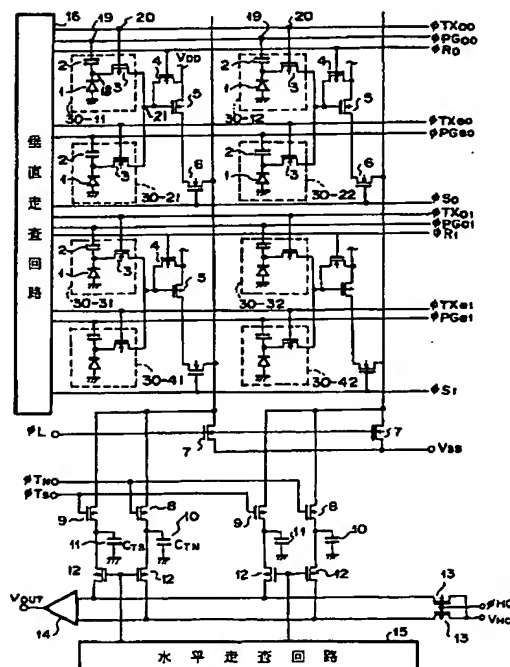 16 19 20 19 20
φTX00
φPG00
φR0
2 1 18 3 4 VDD 5 21 30-11
2 1 3 4 5 30-12
φTXe0
φPGe0
2 1 3 6 30-21
2 1 3 6 30-22
φS0
φTX01
φPG01
φR1
2 1 3 4 5 30-31
30-32
φTXe1
φPGe1
30-41
30-42
φS1
垂直走査回路
φL 7 7 VSS
φTN
φTS
9 8 10 9 8
11 CTS CTN 11 10
12 12 12 12
13
VOUT φHC
14 VHC
13
15
水平走査回路